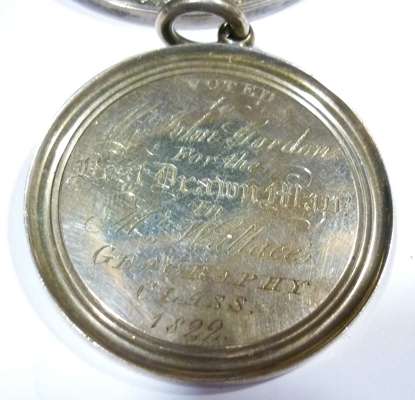 VOTED
to
Mr. John Gordon
For the
Best Drawn Map
in
Mr. Wallace's
GEOGRAPHY
CLASS.
1822.